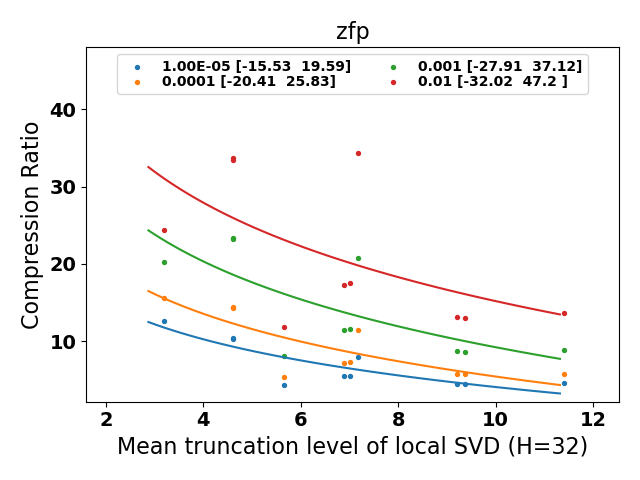 zfp
1.00E-05 [-15.53  19.59]
0.0001 [-20.41  25.83]
0.001 [-27.91  37.12]
0.01 [-32.02  47.2 ]
Compression Ratio
40
30
20
10
2 4 6 8 10 12
Mean truncation level of local SVD (H=32)